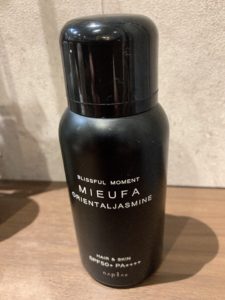 BLISSFUL MOMENT
MIEUFA
ORIENTALJASMINE
HAIR & SKIN
SPF50+ PA++++
napla